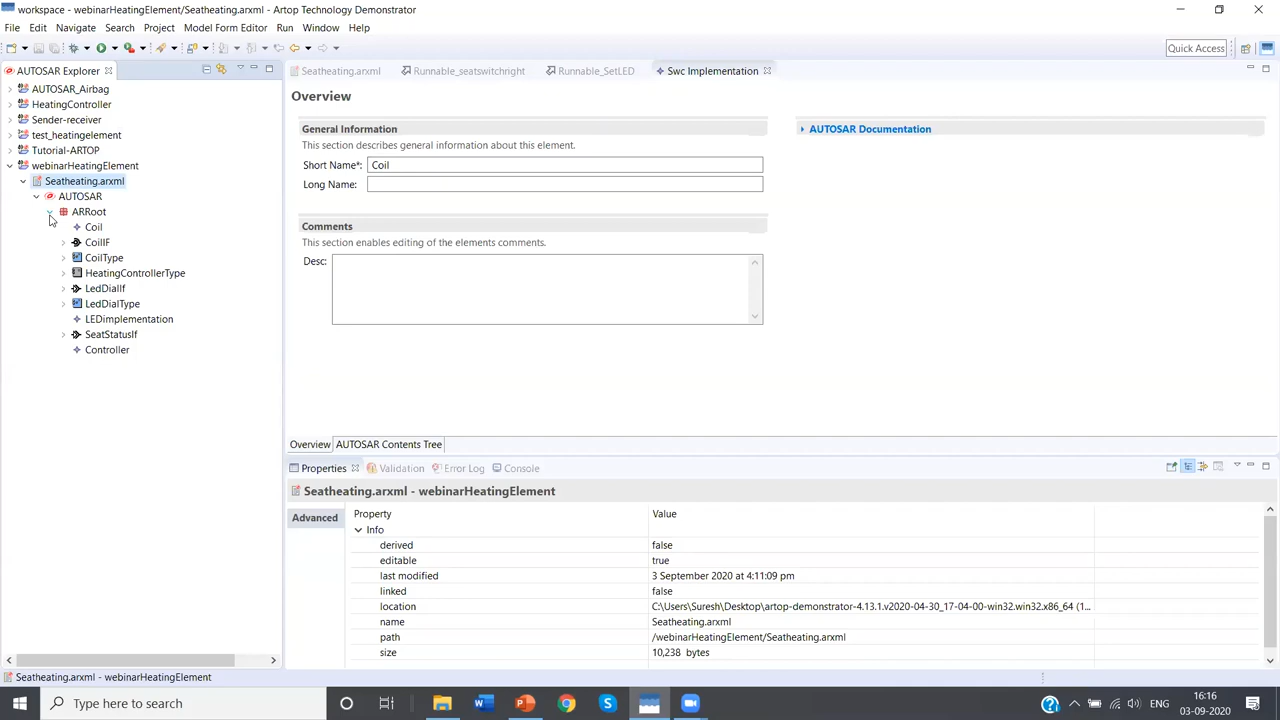 workspace - webinarHeatingElement/Seatheating.arxml - Artop Technology Demonstrator
File Edit Navigate Search Project Model Form Editor Run Window Help
Quick Access
AUTOSAR Explorer
AUTOSAR_Airbag
HeatingController
Sender-receiver
test_heatingelement
Tutorial-ARTOP
webinarHeatingElement
Seatheating.arxml
AUTOSAR
ARRoot
Coil
CoilIF
CoilType
HeatingControllerType
LedDialIf
LedDialType
LEDimplementation
SeatStatusIf
Controller
Seatheating.arxml Runnable_seatswitchright Runnable_SetLED Swc Implementation
Overview
General Information
This section describes general information about this element.
Short Name*: Coil
Long Name:
Comments
This section enables editing of the elements comments.
Desc:
AUTOSAR Documentation
Overview AUTOSAR Contents Tree
Properties Validation Error Log Console
Seatheating.arxml - webinarHeatingElement
Advanced
Property Value
Info
derived false
editable true
last modified 3 September 2020 at 4:11:09 pm
linked false
location C:\Users\Suresh\Desktop\artop-demonstrator-4.13.1.v2020-04-30_17-04-00-win32.win32.x86_64 (1...
name Seatheating.arxml
path /webinarHeatingElement/Seatheating.arxml
size 10,238 bytes
Seatheating.arxml - webinarHeatingElement
Type here to search
ENG
16:16
03-09-2020